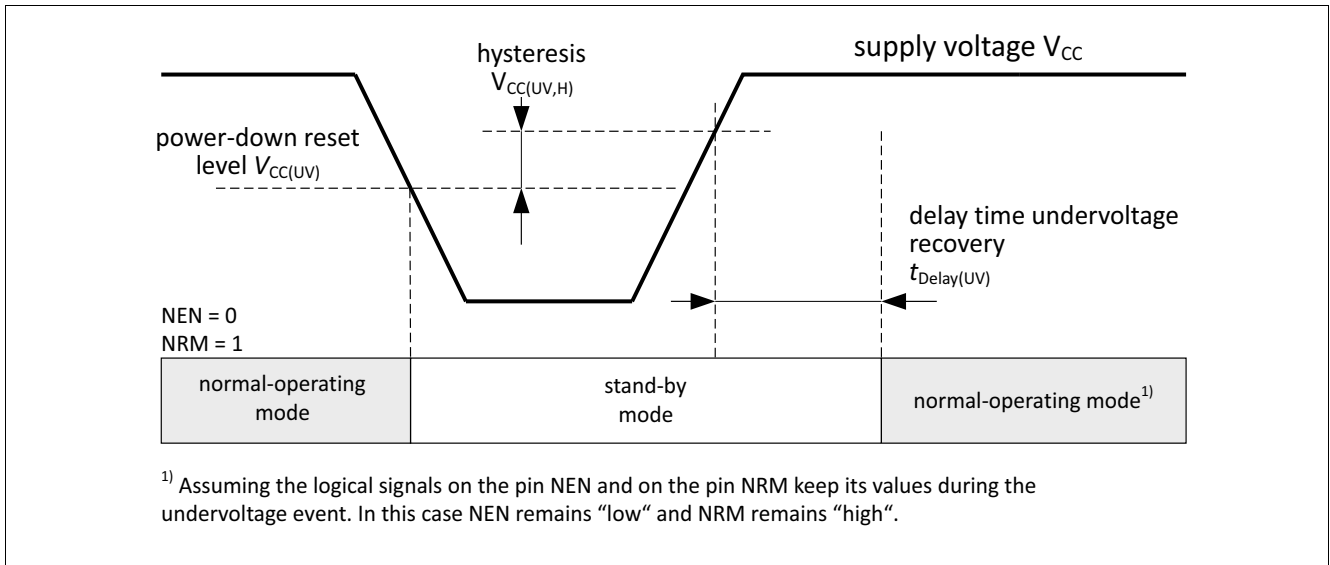 supply voltage VCC
hysteresis
VCC(UV,H)
power-down reset
level VCC(UV)
delay time undervoltage
recovery
tDelay(UV)
NEN = 0
NRM = 1
normal-operating
mode
stand-by
mode
normal-operating mode1)
1) Assuming the logical signals on the pin NEN and on the pin NRM keep its values during the
undervoltage event. In this case NEN remains “low“ and NRM remains “high“.